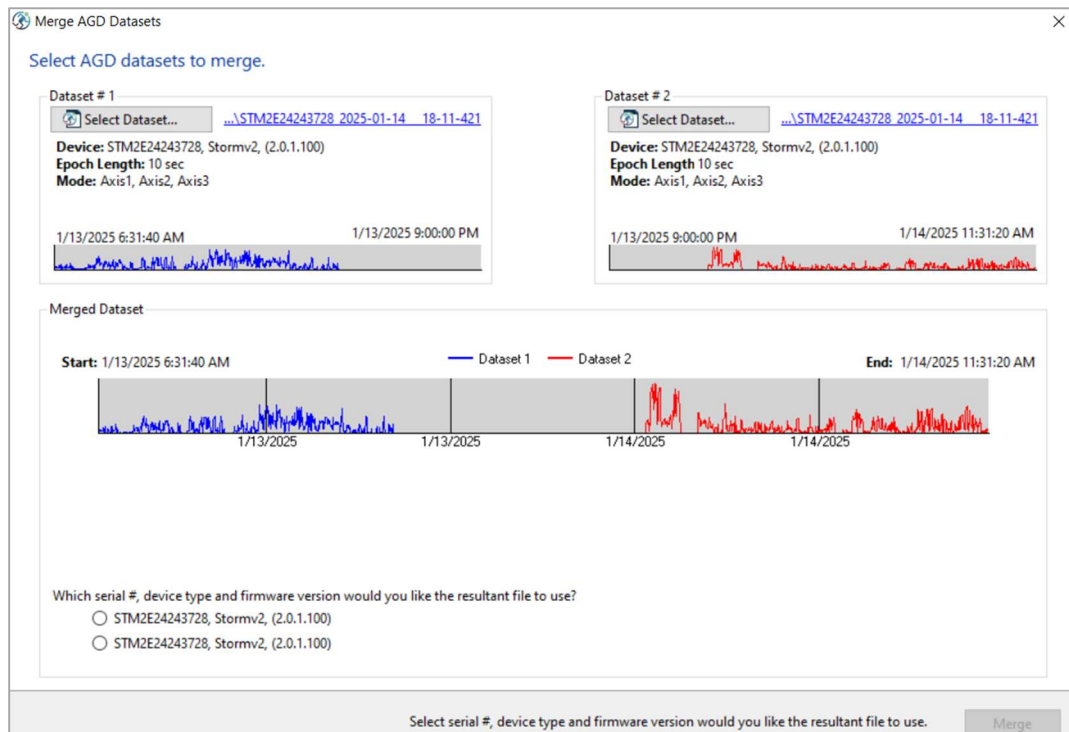 Merge AGD Datasets
Select AGD datasets to merge.
Dataset # 1
Select Dataset...
...\STM2E24243728 2025-01-14 18-11-421
Device: STM2E24243728, Stormv2, (2.0.1.100)
Epoch Length: 10 sec
Mode: Axis1, Axis2, Axis3
1/13/2025 6:31:40 AM
1/13/2025 9:00:00 PM
Dataset # 2
Select Dataset...
...\STM2E24243728 2025-01-14 18-11-421
Device: STM2E24243728, Stormv2, (2.0.1.100)
Epoch Length 10 sec
Mode: Axis1, Axis2, Axis3
1/13/2025 9:00:00 PM
1/14/2025 11:31:20 AM
Merged Dataset
Start: 1/13/2025 6:31:40 AM
Dataset 1
Dataset 2
End: 1/14/2025 11:31:20 AM
1/13/2025
1/13/2025
1/14/2025
1/14/2025
Which serial #, device type and firmware version would you like the resultant file to use?
STM2E24243728, Stormv2, (2.0.1.100)
STM2E24243728, Stormv2, (2.0.1.100)
Select serial #, device type and firmware version would you like the resultant file to use.
Merge